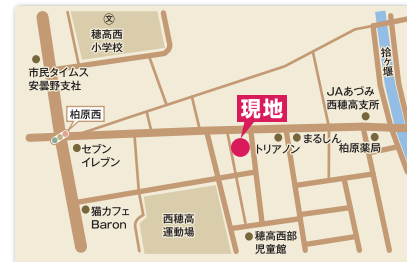 文
穂高西
小学校
市民タイムス
安曇野支社
柏原西
セブン
イレブン
猫カフェ
Baron
西穂高
運動場
現地
トリアノン
まるしん
穂高西部
児童館
JAあづみ
西穂高支所
柏原薬局
拾ヶ堰